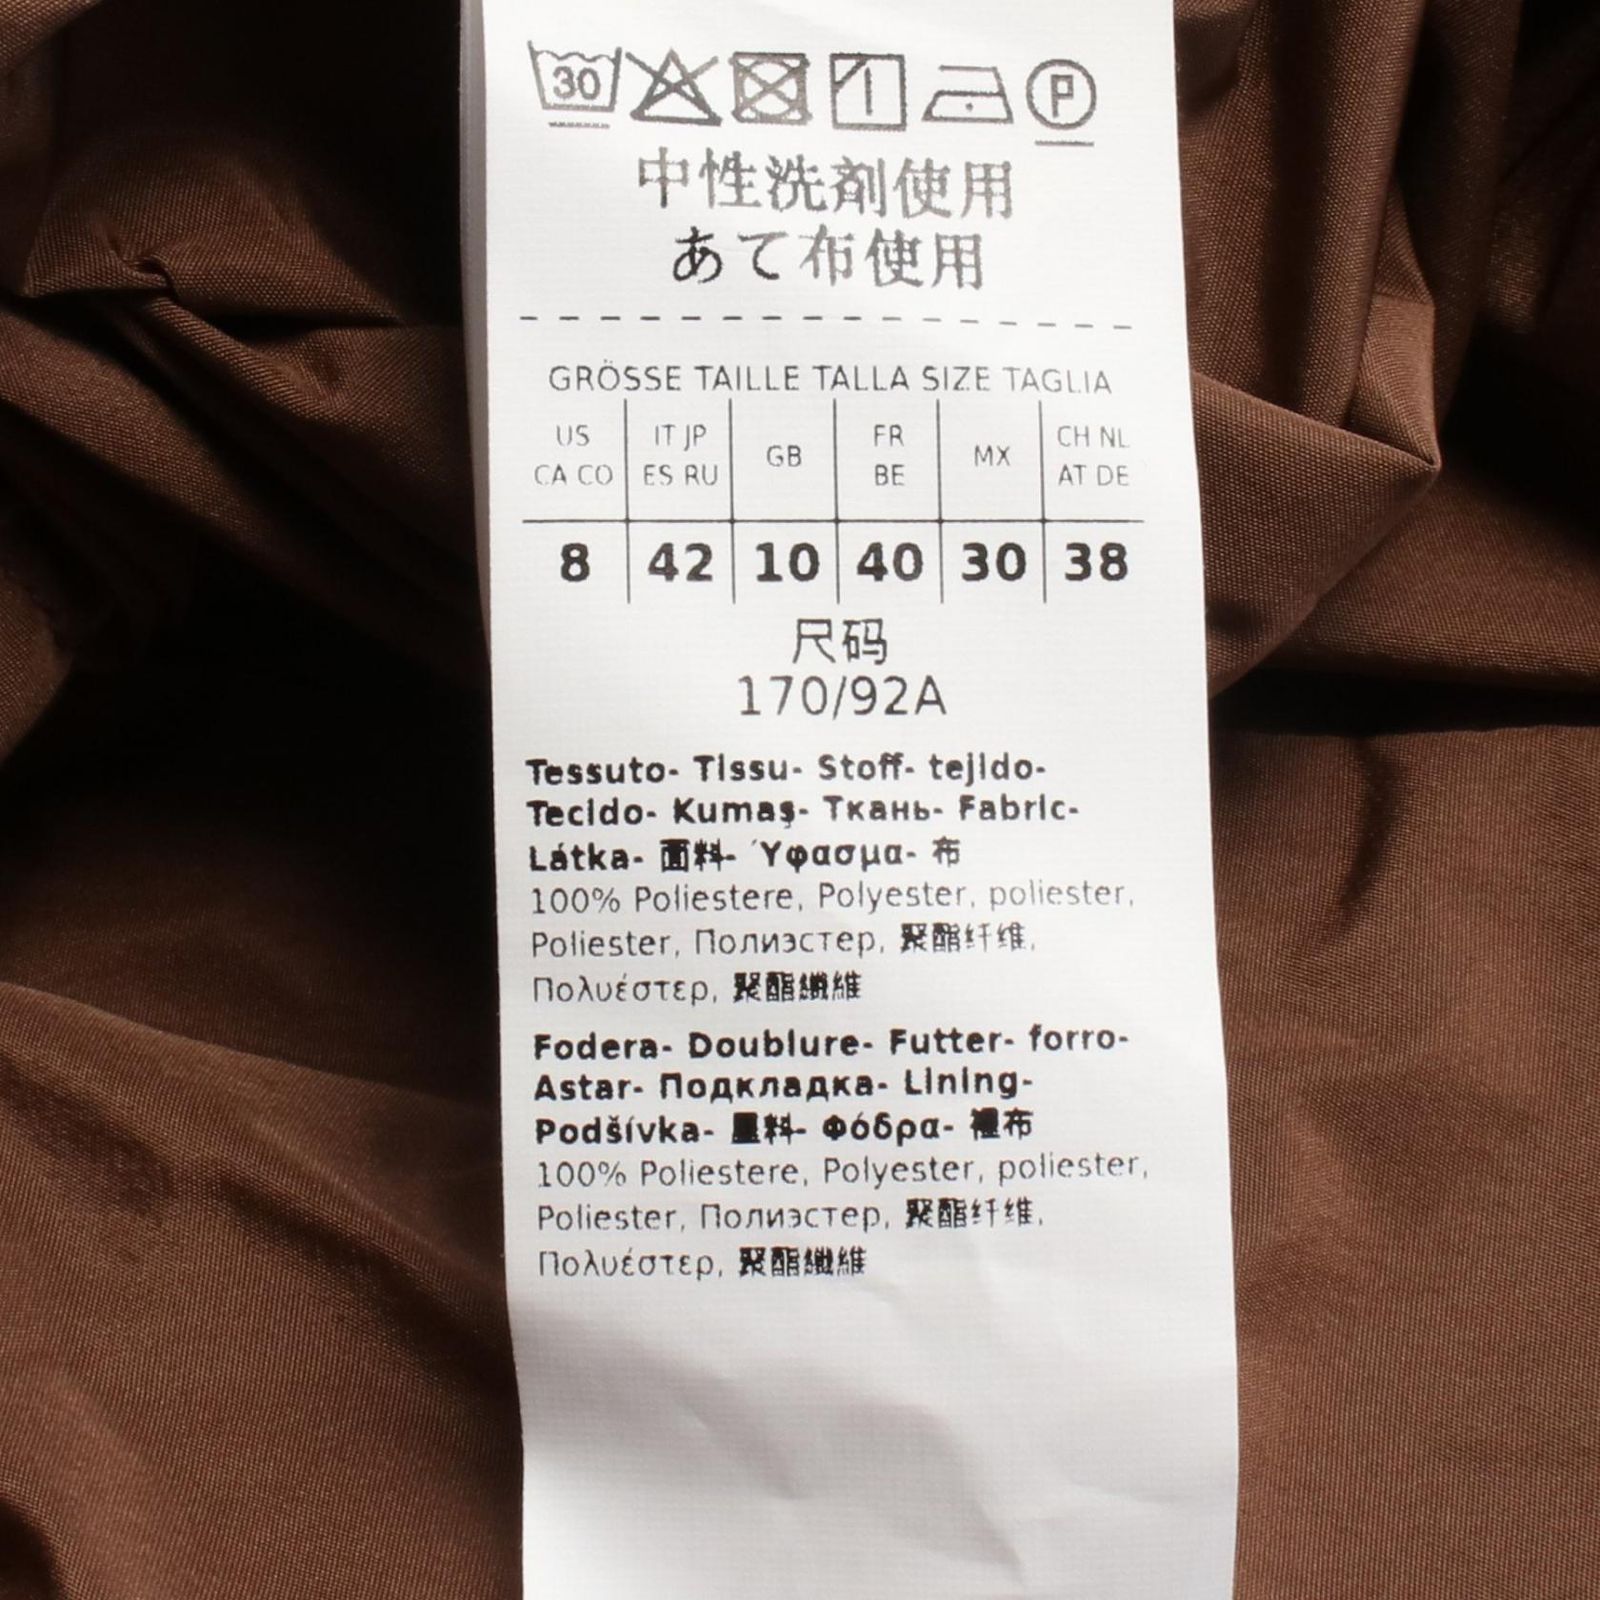 30 P
中性洗剤使用
あて布使用
GRÖSSE TAILLE TALLA SIZE TAGLIA
US CA CO | IT JP ES RU | GB | FR BE | MX | CH NL AT DE
8 42 10 40 30 38
尺码
170/92A
Tessuto- Tissu- Stoff- tejido-
Tecido- Kumaş- Ткань- Fabric-
Látka- 面料- Ύφασμα- 布
100% Poliestere, Polyester, poliester,
Poliester, Полиэстер, 聚酯纤维,
Πολυέστερ, 聚酯纖維
Fodera- Doublure- Futter- forro-
Astar- Подкладка- Lining-
Podšívka- 里料- Φόδρα- 裡布
100% Poliestere, Polyester, poliester,
Poliester, Полиэстер, 聚酯纤维,
Πολυέστερ, 聚酯纖維